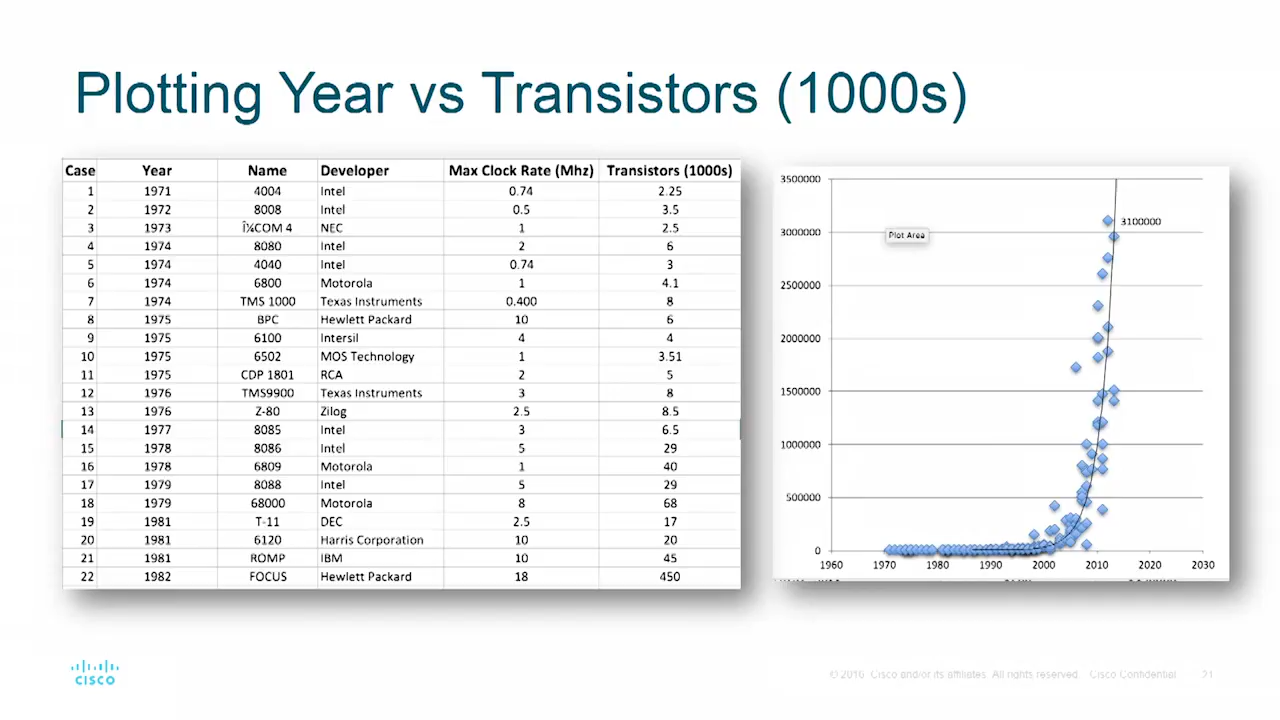 Plotting Year vs Transistors (1000s)
Case Year Name Developer Max Clock Rate (Mhz) Transistors (1000s)
1 1971 4004 Intel 0.74 2.25
2 1972 8008 Intel 0.5 3.5
3 1973 μCOM 4 NEC 1 2.5
4 1974 8080 Intel 2 6
5 1974 4040 Intel 0.74 3
6 1974 6800 Motorola 1 4.1
7 1974 TMS 1000 Texas Instruments 0.400 8
8 1975 BPC Hewlett Packard 10 6
9 1975 6100 Intersil 4 4
10 1975 6502 MOS Technology 1 3.51
11 1975 CDP 1801 RCA 2 5
12 1976 TMS9900 Texas Instruments 3 8
13 1976 Z-80 Zilog 2.5 8.5
14 1977 8085 Intel 3 6.5
15 1978 8086 Intel 5 29
16 1978 6809 Motorola 1 40
17 1979 8088 Intel 5 29
18 1979 68000 Motorola 8 68
19 1981 T-11 DEC 2.5 17
20 1981 6120 Harris Corporation 10 20
21 1981 ROMP IBM 10 45
22 1982 FOCUS Hewlett Packard 18 450
3500000
3100000
3000000
Plot Area
2500000
2000000
1500000
1000000
500000
0
1960 1970 1980 1990 2000 2010 2020 2030
CISCO
© 2016 Cisco and/or its affiliates. All rights reserved. Cisco Confidential 21